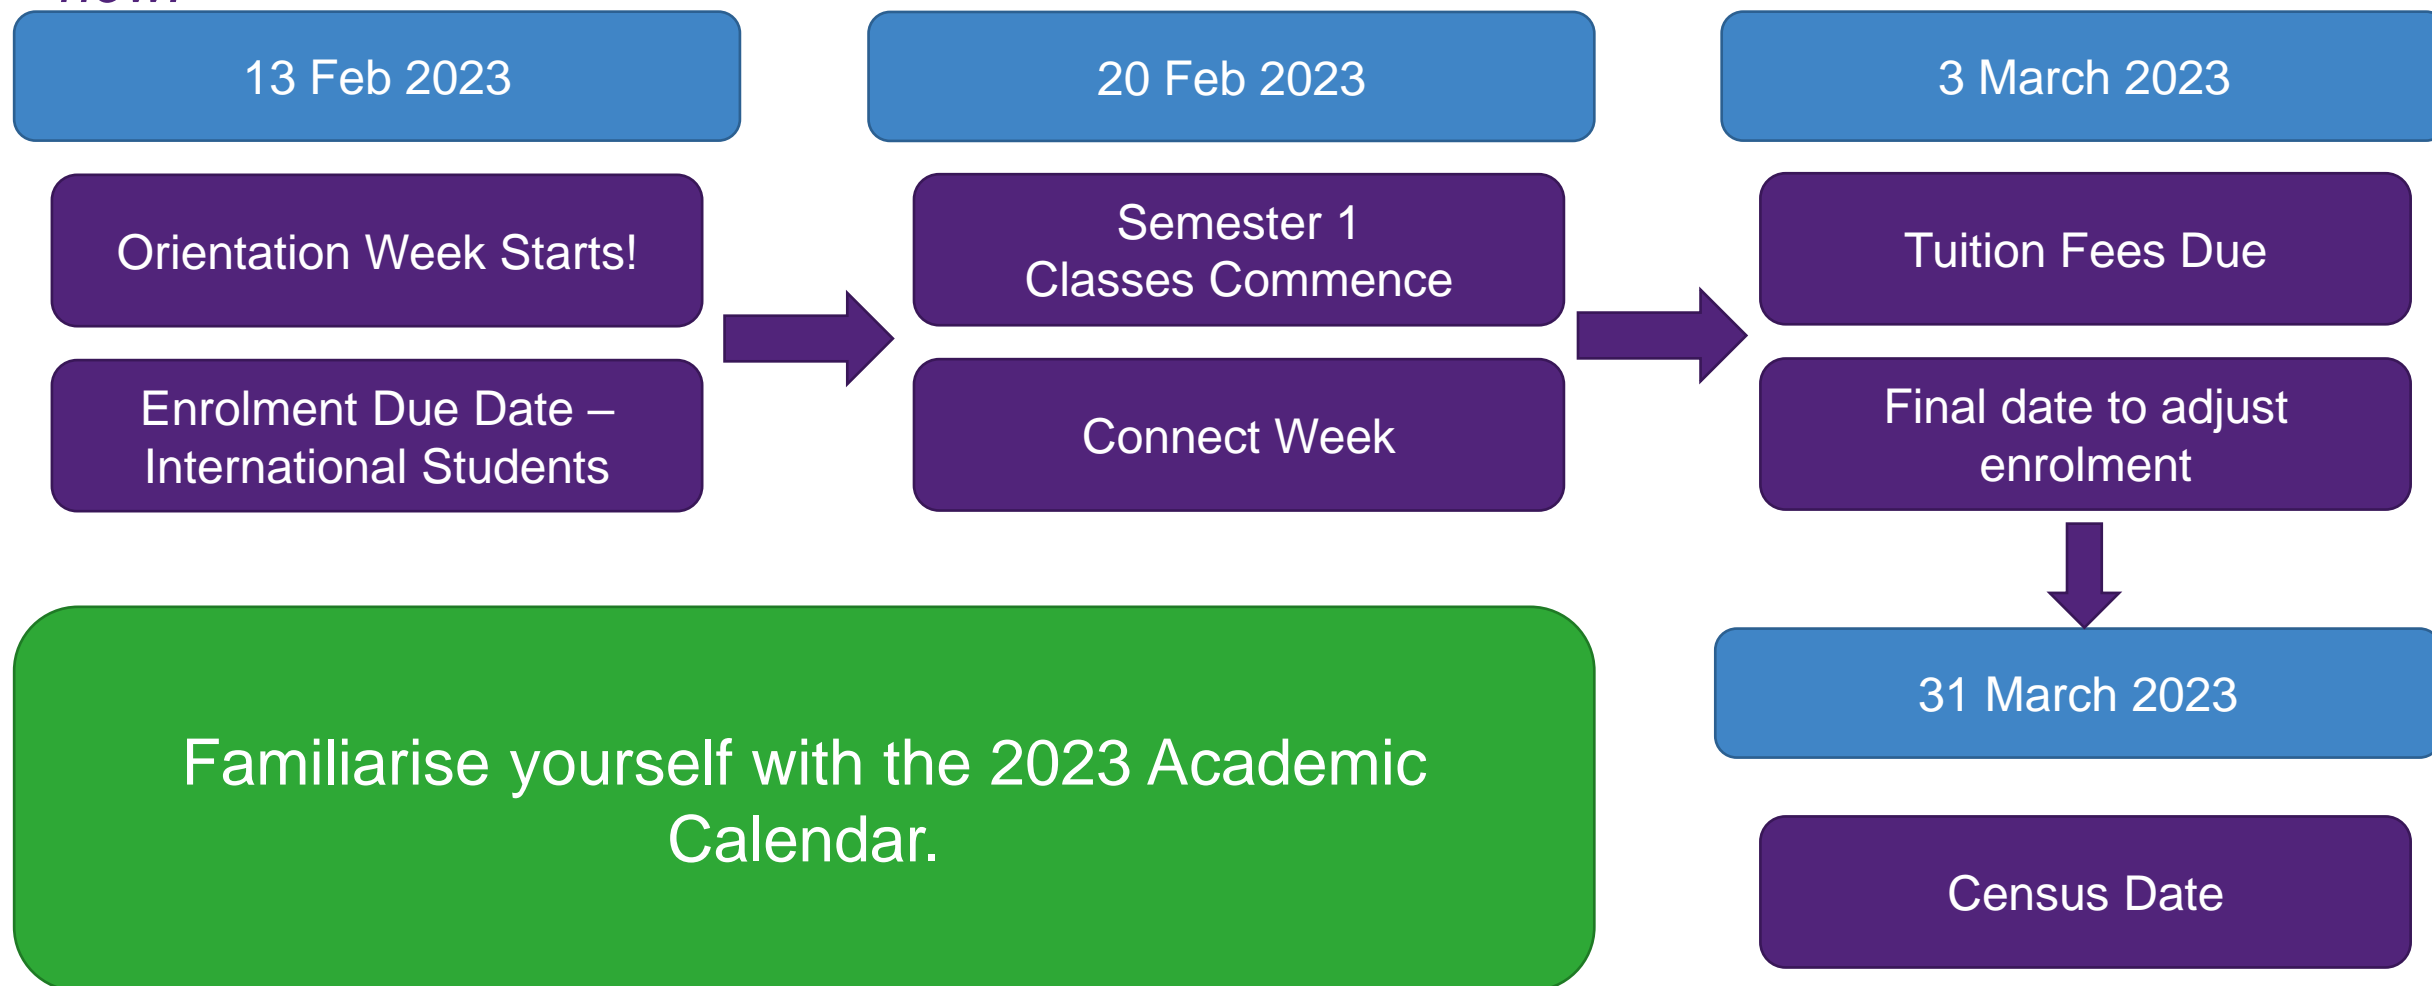 13 Feb 2023
Orientation Week Starts!
Enrolment Due Date –
International Students
20 Feb 2023
Semester 1
Classes Commence
Connect Week
3 March 2023
Tuition Fees Due
Final date to adjust
enrolment
31 March 2023
Census Date
Familiarise yourself with the 2023 Academic
Calendar.